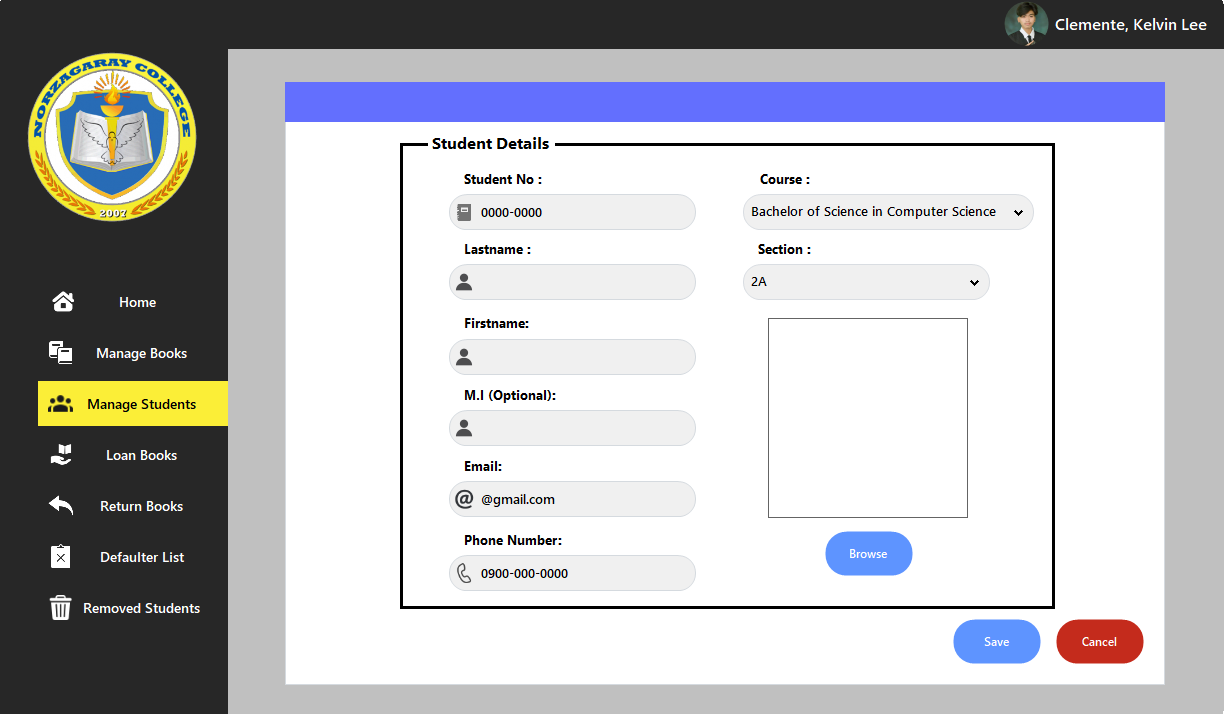 Clemente, Kelvin Lee
NORZAGARAY COLLEGE
2007
Home
Manage Books
Manage Students
Loan Books
Return Books
Defaulter List
Removed Students
Student Details
Student No :
0000-0000
Lastname :
Firstname:
M.I (Optional):
Email:
@gmail.com
Phone Number:
0900-000-0000
Course :
Bachelor of Science in Computer Science
Section :
2A
Browse
Save
Cancel